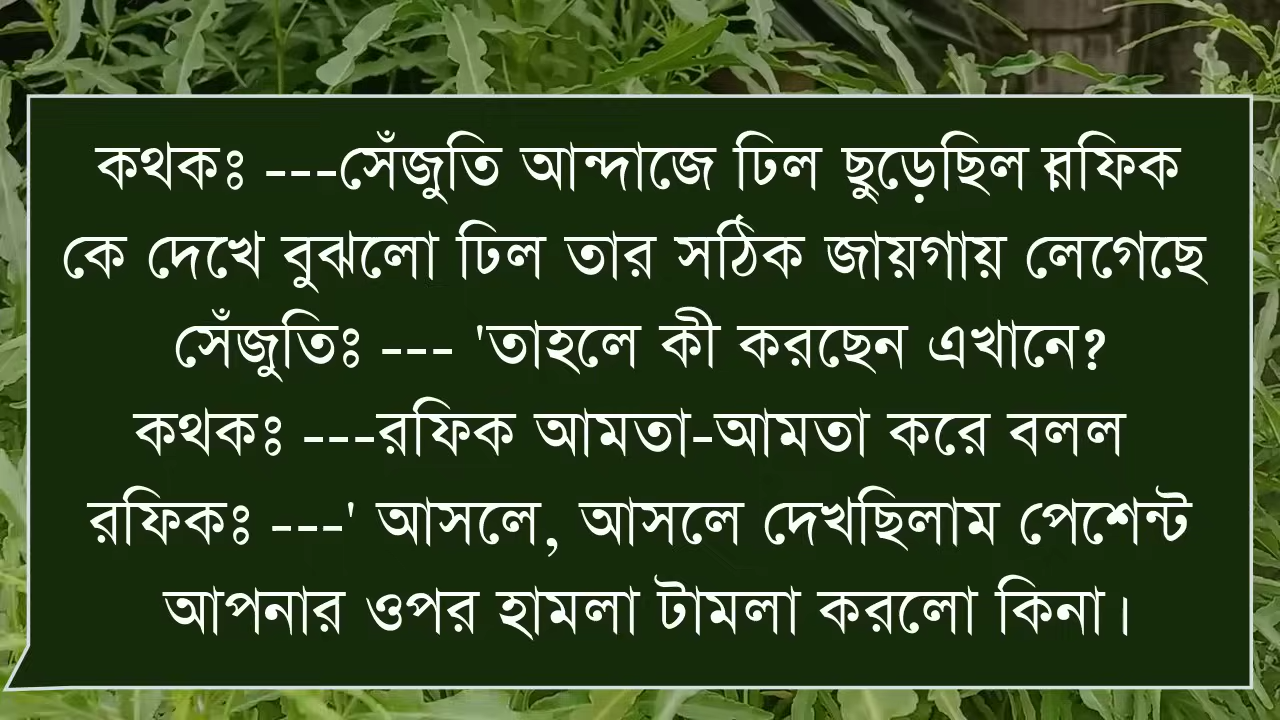 কথকঃ ---সেঁজুতি আন্দাজে ঢিল ছুড়েছিল রফিক
কে দেখে বুঝলো ঢিল তার সঠিক জায়গায় লেগেছে
সেঁজুতিঃ --- 'তাহলে কী করছেন এখানে?
কথকঃ ---রফিক আমতা-আমতা করে বলল
রফিকঃ ---' আসলে, আসলে দেখছিলাম পেশেন্ট
আপনার ওপর হামলা টামলা করলো কিনা।